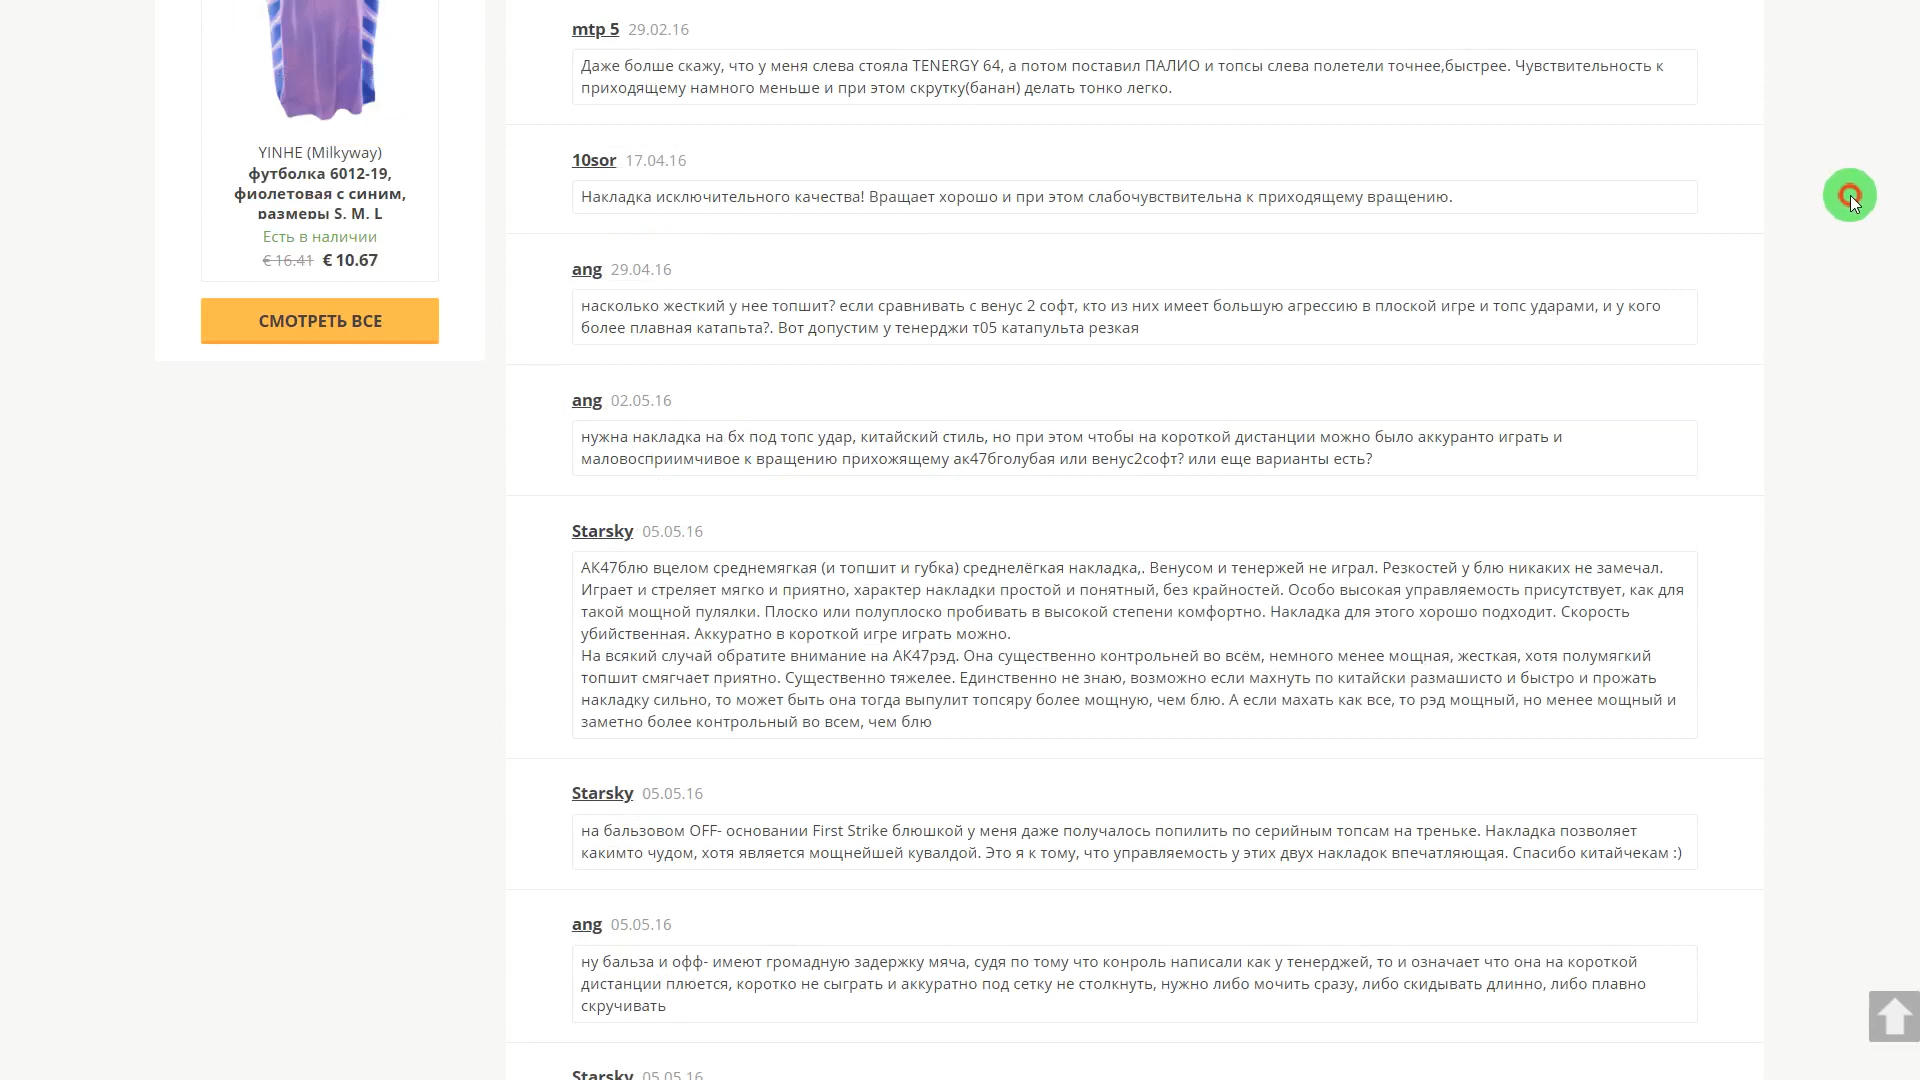 mtp 5 29.02.16
Даже болше скажу, что у меня слева стояла TENERGY 64, а потом поставил ПАЛИО и топсы слева полетели точнее,быстрее. Чувствительность к
приходящему намного меньше и при этом скрутку(банан) делать тонко легко.
YINHE (Milkyway)
футболка 6012-19,
фиолетовая с синим,
размеры S, M, L
Есть в наличии
€ 16.41 € 10.67
СМОТРЕТЬ ВСЕ
10sor 17.04.16
Накладка исключительного качества! Вращает хорошо и при этом слабочувствительна к приходящему вращению.
ang 29.04.16
насколько жесткий у нее топшит? если сравнивать с венус 2 софт, кто из них имеет большую агрессию в плоской игре и топс ударами, и у кого
более плавная катапьта?. Вот допустим у тенерджи т05 катапульта резкая
ang 02.05.16
нужна накладка на бх под топс удар, китайский стиль, но при этом чтобы на короткой дистанции можно было аккуранто играть и
маловосприимчивое к вращению прихожящему ак47бголубая или венус2софт? или еще варианты есть?
Starsky 05.05.16
АК47блю вцелом среднемягкая (и топшит и губка) среднелёгкая накладка,. Венусом и тенержей не играл. Резкостей у блю никаких не замечал.
Играет и стреляет мягко и приятно, характер накладки простой и понятный, без крайностей. Особо высокая управляемость присутствует, как для
такой мощной пулялки. Плоско или полуплоско пробивать в высокой степени комфортно. Накладка для этого хорошо подходит. Скорость
убийственная. Аккуратно в короткой игре играть можно.
На всякий случай обратите внимание на АК47рэд. Она существенно контрольней во всём, немного менее мощная, жесткая, хотя полумягкий
топшит смягчает приятно. Существенно тяжелее. Единственно не знаю, возможно если махнуть по китайски размашисто и быстро и прожать
накладку сильно, то может быть она тогда выпулит топсяру более мощную, чем блю. А если махать как все, то рэд мощный, но менее мощный и
заметно более контрольный во всем, чем блю
Starsky 05.05.16
на бальзовом OFF- основании First Strike блюшкой у меня даже получалось попилить по серийным топсам на треньке. Накладка позволяет
какимто чудом, хотя является мощнейшей кувалдой. Это я к тому, что управляемость у этих двух накладок впечатляющая. Спасибо китайчекам :)
ang 05.05.16
ну бальза и офф- имеют громадную задержку мяча, судя по тому что конроль написали как у тенерджей, то и означает что она на короткой
дистанции плюется, коротко не сыграть и аккуратно под сетку не столкнуть, нужно либо мочить сразу, либо скидывать длинно, либо плавно
скручивать
Starsky 05.05.16